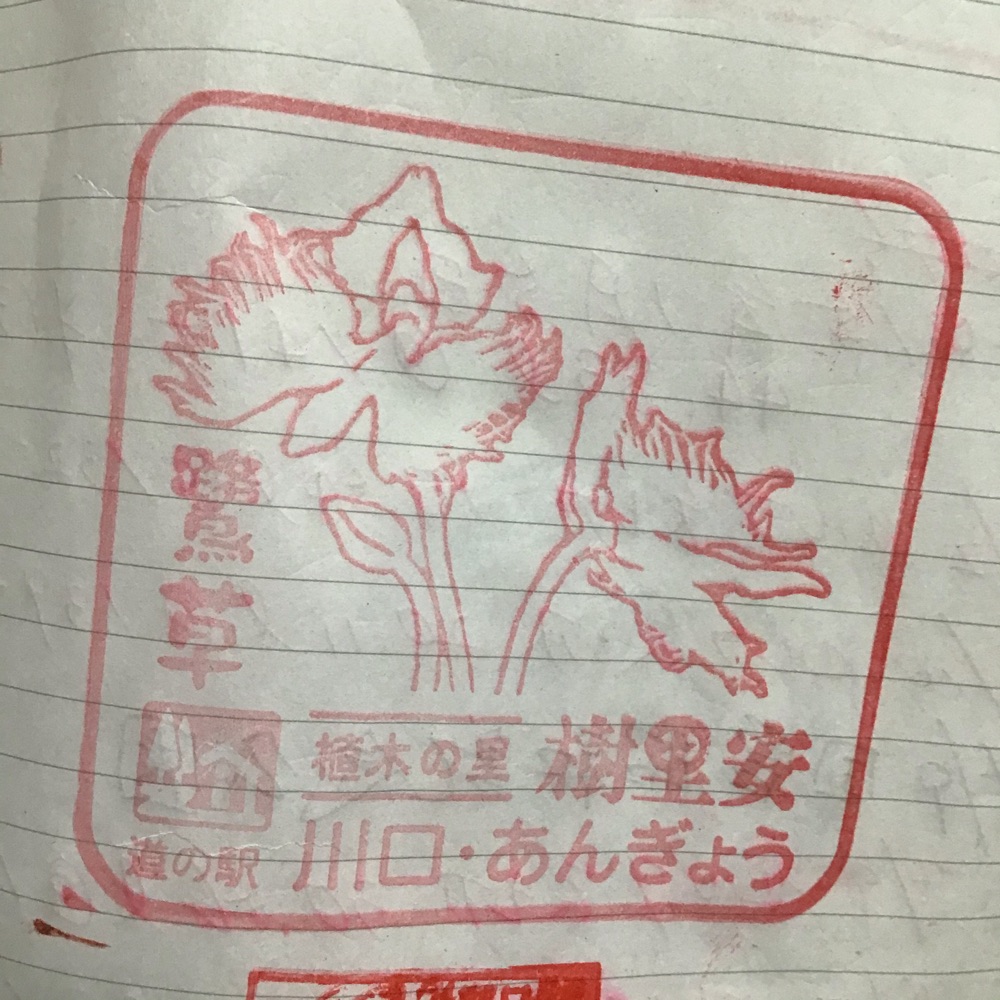 鷺草
植木の里 樹里安
道の駅 川口・あんぎょう